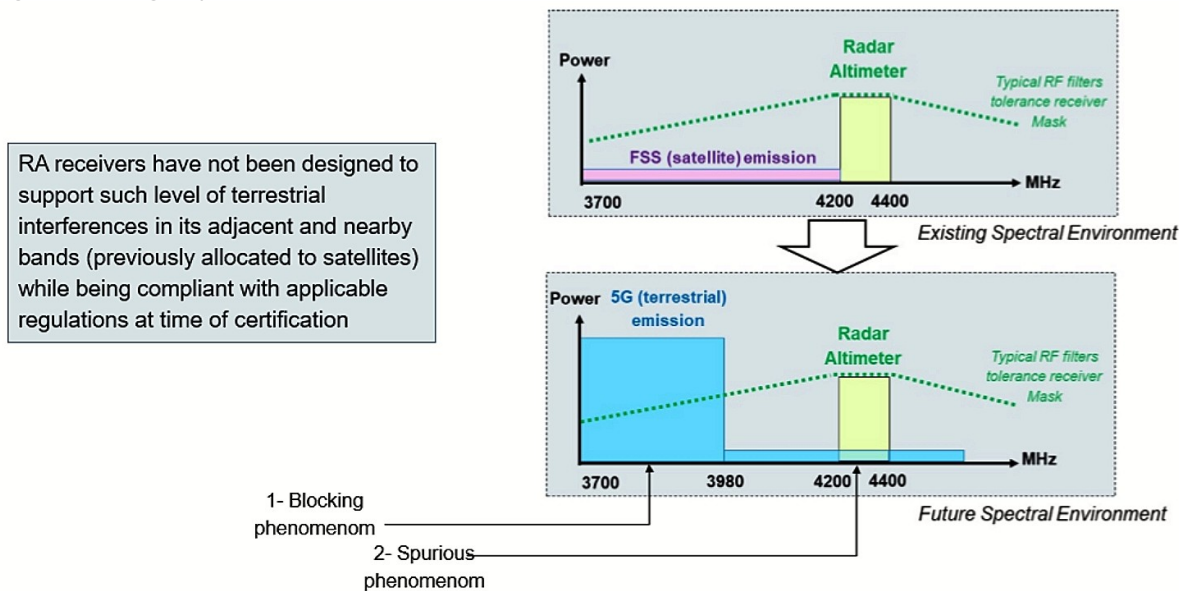 RA receivers have not been designed to
support such level of terrestrial
interferences in its adjacent and nearby
bands (previously allocated to satellites)
while being compliant with applicable
regulations at time of certification
Power
Radar
Altimeter
Typical RF filters
tolerance receiver
Mask
FSS (satellite) emission
MHz
3700
4200
4400
Existing Spectral Environment
Power
5G (terrestrial)
emission
Radar
Altimeter
Typical RF filters
tolerance receiver
Mask
MHz
3700
3980
4200
4400
Future Spectral Environment
1- Blocking
phenomenom
2- Spurious
phenomenom